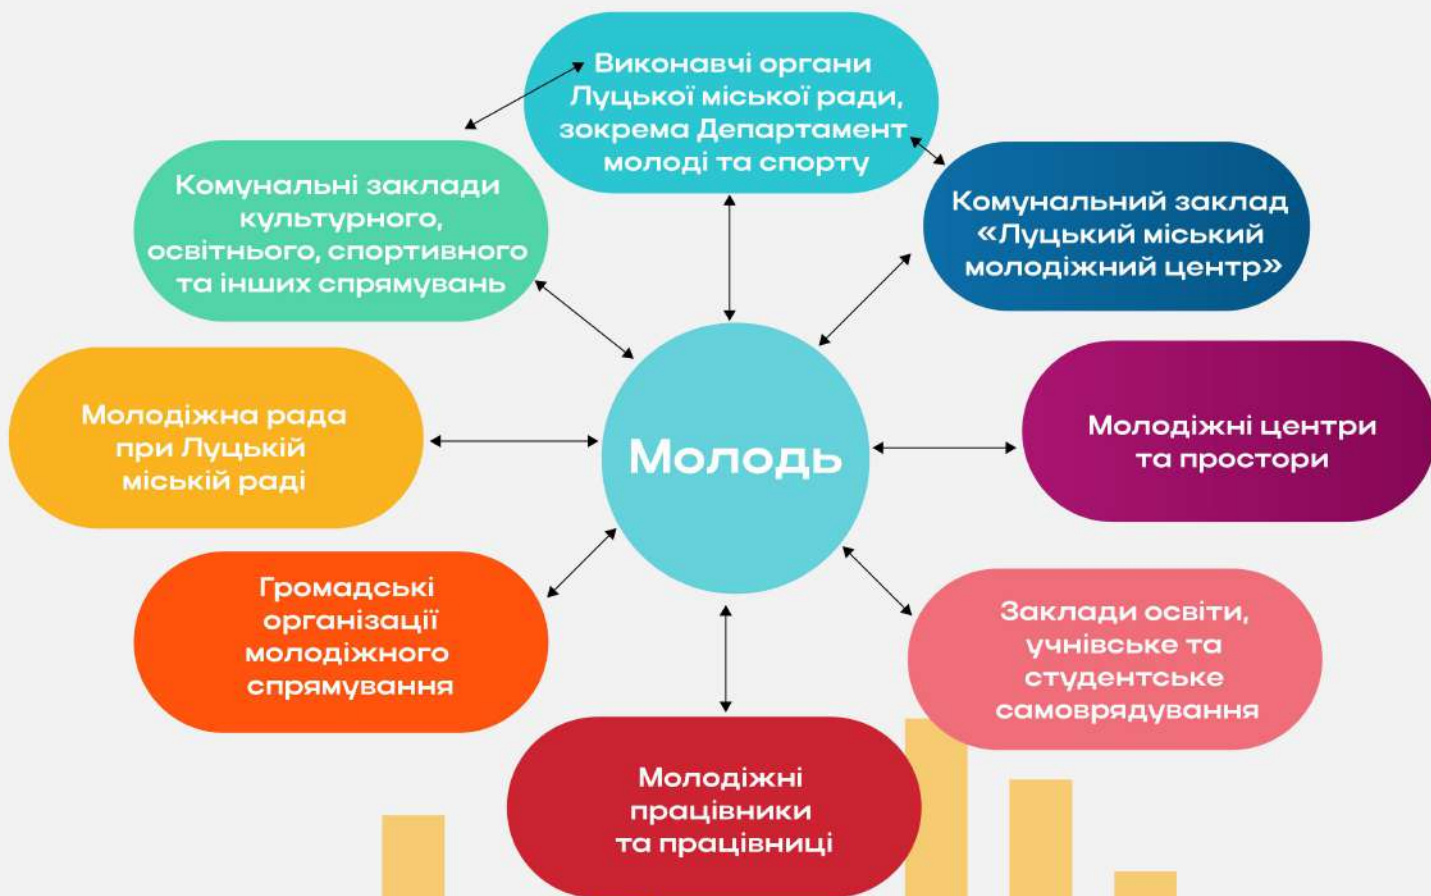 Виконавчі органи
Луцької міської ради,
зокрема Департамент
молоді та спорту
Комунальні заклади
культурного,
освітнього, спортивного
та інших спрямувань
Комунальний заклад
«Луцький міський
молодіжний центр»
Молодіжна рада
при Луцькій
міській раді
Молодь
Молодіжні центри
та простори
Громадські
організації
молодіжного
спрямування
Заклади освіти,
учнівське та
студентське
самоврядування
Молодіжні
працівники
та працівниці